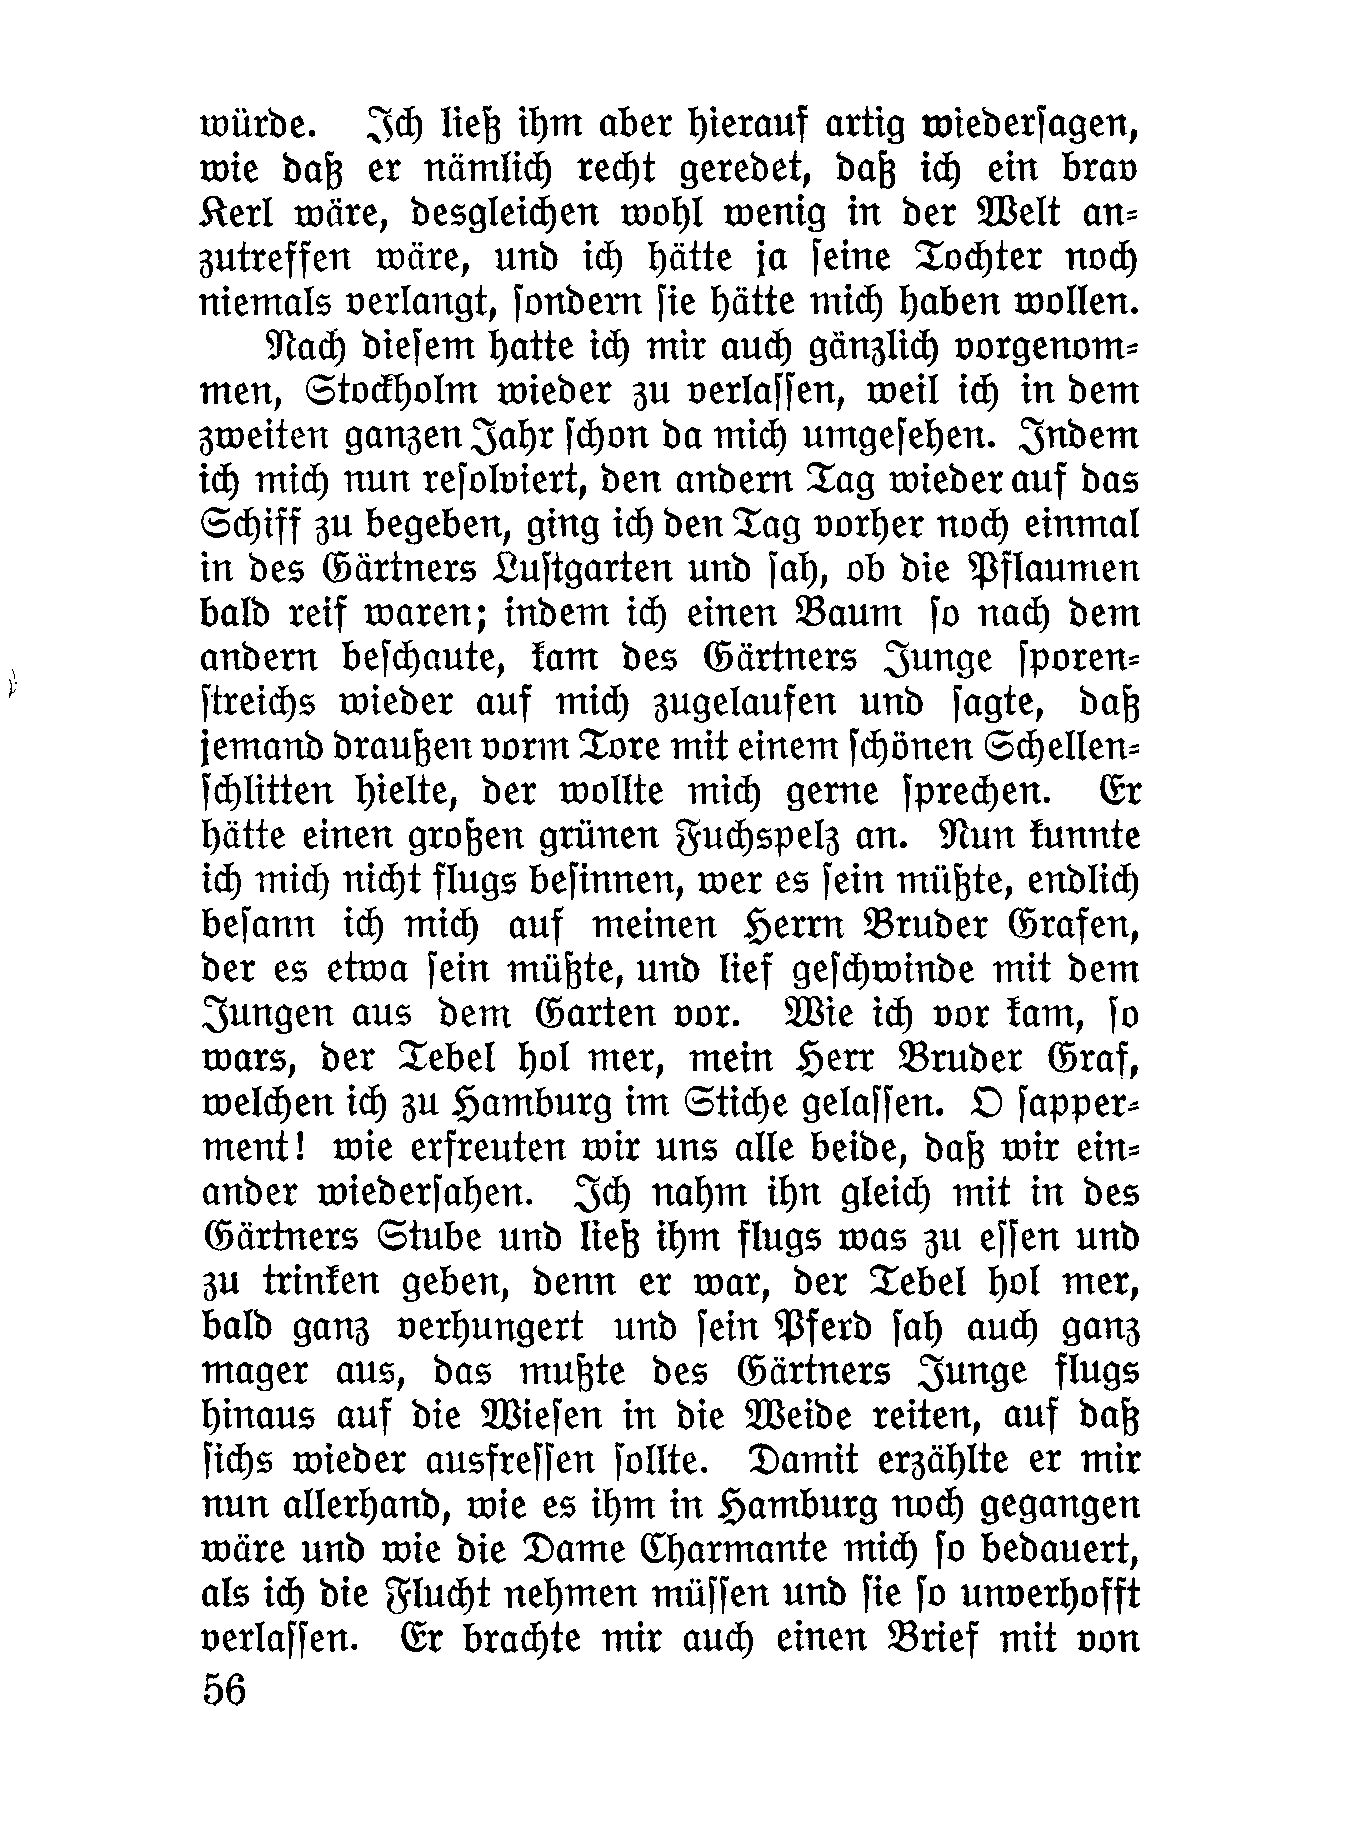 würde. Ich ließ ihm aber hierauf artig wiederſagen,
wie daß er nämlich recht geredet, daß ich ein brav
Kerl wäre, desgleichen wohl wenig in der Welt an⸗
zutreffen wäre, und ich hätte ja ſeine Tochter noch
niemals verlangt, ſondern ſie hätte mich haben wollen.
Nach dieſem hatte ich mir auch gänzlich vorgenom⸗
men, Stockholm wieder zu verlaſſen, weil ich in dem
zweiten ganzen Jahr ſchon da mich umgeſehen. Indem
ich mich nun reſolviert, den andern Tag wieder auf das
Schiff zu begeben, ging ich den Tag vorher noch einmal
in des Gärtners Luſtgarten und ſah, ob die Pflaumen
bald reif waren; indem ich einen Baum ſo nach dem
andern beſchaute, kam des Gärtners Junge ſporen⸗
ſtreichs wieder auf mich zugelaufen und ſagte, daß
jemand draußen vorm Tore mit einem ſchönen Schellen⸗
ſchlitten hielte, der wollte mich gerne ſprechen. Er
hätte einen großen grünen Fuchspelz an. Nun kunnte
ich mich nicht flugs beſinnen, wer es ſein müßte, endlich
beſann ich mich auf meinen Herrn Bruder Grafen,
der es etwa ſein müßte, und lief geſchwinde mit dem
Jungen aus dem Garten vor. Wie ich vor kam, ſo
wars, der Tebel hol mer, mein Herr Bruder Graf,
welchen ich zu Hamburg im Stiche gelaſſen. O ſapper⸗
ment! wie erfreuten wir uns alle beide, daß wir ein⸗
ander wiederſahen. Ich nahm ihn gleich mit in des
Gärtners Stube und ließ ihm flugs was zu eſſen und
zu trinken geben, denn er war, der Tebel hol mer,
bald ganz verhungert und ſein Pferd ſah auch ganz
mager aus, das mußte des Gärtners Junge flugs
hinaus auf die Wieſen in die Weide reiten, auf daß
ſichs wieder ausfreſſen ſollte. Damit erzählte er mir
nun allerhand, wie es ihm in Hamburg noch gegangen
wäre und wie die Dame Charmante mich ſo bedauert,
als ich die Flucht nehmen müſſen und ſie ſo unverhofft
verlaſſen. Er brachte mir auch einen Brief mit von
56